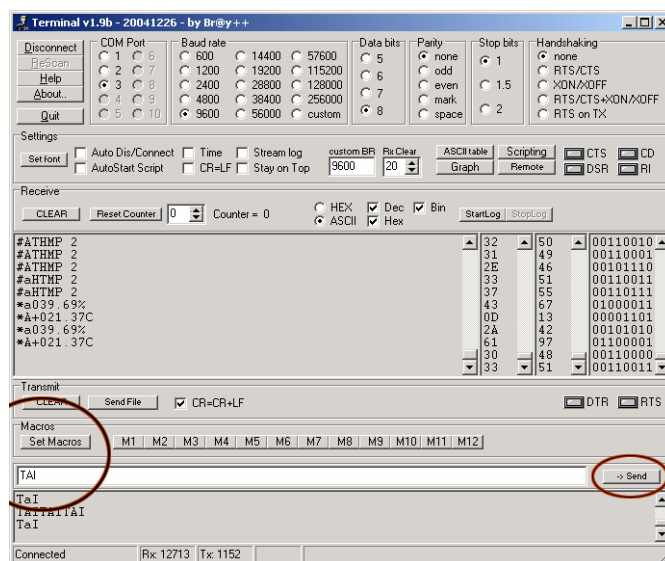 Terminal v1.9b - 20041226 - by Br@y++
Disconnect
ReScan
Help
About..
Quit
COM Port
1 6
2 7
3 8
4 9
5 10
Baud rate
600 14400 57600
1200 19200 115200
2400 28800 128000
4800 38400 256000
9600 56000 custom
Data bits
5
6
7
8
Parity
none
odd
even
mark
space
Stop bits
1
1.5
2
Handshaking
none
RTS/CTS
XON/XOFF
RTS/CTS+XON/XOFF
RTS on TX
Settings
Set font
Auto Dis/Connect Time Stream log
AutoStart Script CR=LF Stay on Top
custom BR Rx Clear
9600 20
ASCII table Scripting
Graph Remote
CTS CD
DSR RI
Receive
CLEAR Reset Counter 0 Counter = 0
HEX Dec Bin
ASCII Hex
StartLog StopLog
#ATHMP 2
#ATHMP 2
#ATHMP 2
#aHTMP 2
#aHTMP 2
*a039.69%
*A+021.37C
*a039.69%
*A+021.37C
32 50 00110010
31 49 00110001
2E 46 00101110
33 51 00110011
37 55 00110111
43 67 01000011
0D 13 00001101
2A 42 00101010
61 97 01100001
30 48 00110000
33 51 00110011
Transmit
CLEAR Send File CR=CR+LF DTR RTS
Macros
Set Macros M1 M2 M3 M4 M5 M6 M7 M8 M9 M10 M11 M12
TAI -> Send
TaI
TAITAITAI
TaI
Connected Rx: 12713 Tx: 1152